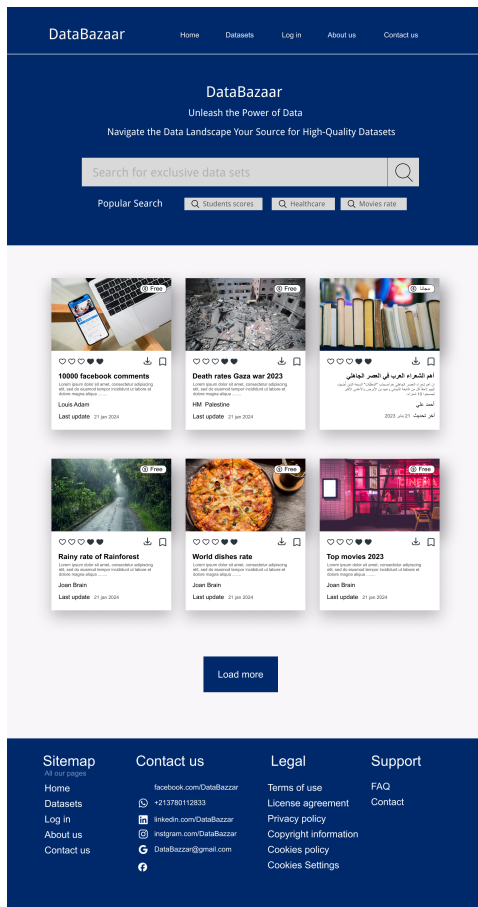 DataBazaar
Home Datasets Log in About us Contact us
DataBazaar
Unleash the Power of Data
Navigate the Data Landscape Your Source for High-Quality Datasets
Search for exclusive data sets
Popular Search Students scores Healthcare Movies rate
Free
10000 facebook comments
Lorem ipsum dolor sit amet, consectetur adipiscing
elit, sed do eiusmod tempor incididunt ut labore et
dolore magna aliqua .......
Louis Adam
Last update 21 jan 2024
Free
Death rates Gaza war 2023
Lorem ipsum dolor sit amet, consectetur adipiscing
elit, sed do eiusmod tempor incididunt ut labore et
dolore magna aliqua .......
HM Palestine
Last update 21 jan 2024
مجانا
أهم الشعراء العرب في العصر الجاهلي
أحمد علي
آخر تحديث 21 يناير 2023
Free
Rainy rate of Rainforest
Lorem ipsum dolor sit amet, consectetur adipiscing
elit, sed do eiusmod tempor incididunt ut labore et
dolore magna aliqua .......
Joan Brain
Last update 21 jan 2024
Free
World dishes rate
Lorem ipsum dolor sit amet, consectetur adipiscing
elit, sed do eiusmod tempor incididunt ut labore et
dolore magna aliqua .......
Joan Brain
Last update 21 jan 2024
Free
Top movies 2023
Lorem ipsum dolor sit amet, consectetur adipiscing
elit, sed do eiusmod tempor incididunt ut labore et
dolore magna aliqua .......
Joan Brain
Last update 21 jan 2024
Load more
Sitemap
All our pages
Home
Datasets
Log in
About us
Contact us
Contact us
facebook.com/DataBazzar
+213780112833
linkedin.com/DataBazzar
instgram.com/DataBazzar
DataBazzar@gmail.com
Legal
Terms of use
License agreement
Privacy policy
Copyright information
Cookies policy
Cookies Settings
Support
FAQ
Contact